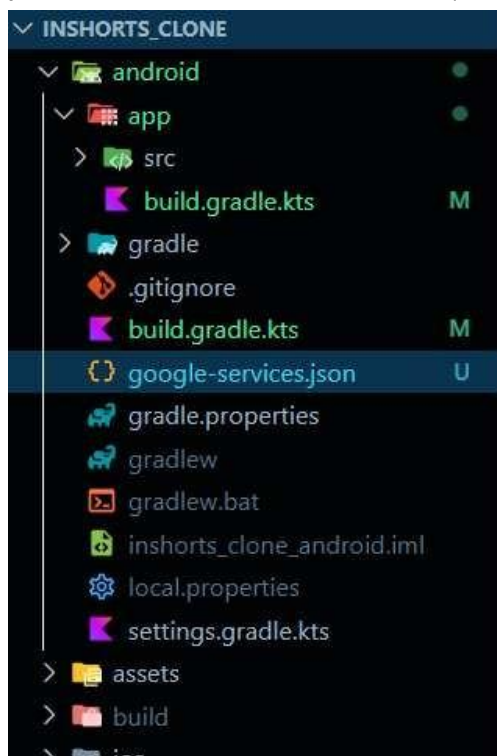 INSHORTS_CLONE
android
app
src
build.gradle.kts M
gradle
.gitignore
build.gradle.kts M
google-services.json U
gradle.properties
gradlew
gradlew.bat
inshorts_clone_android.iml
local.properties
settings.gradle.kts
assets
build